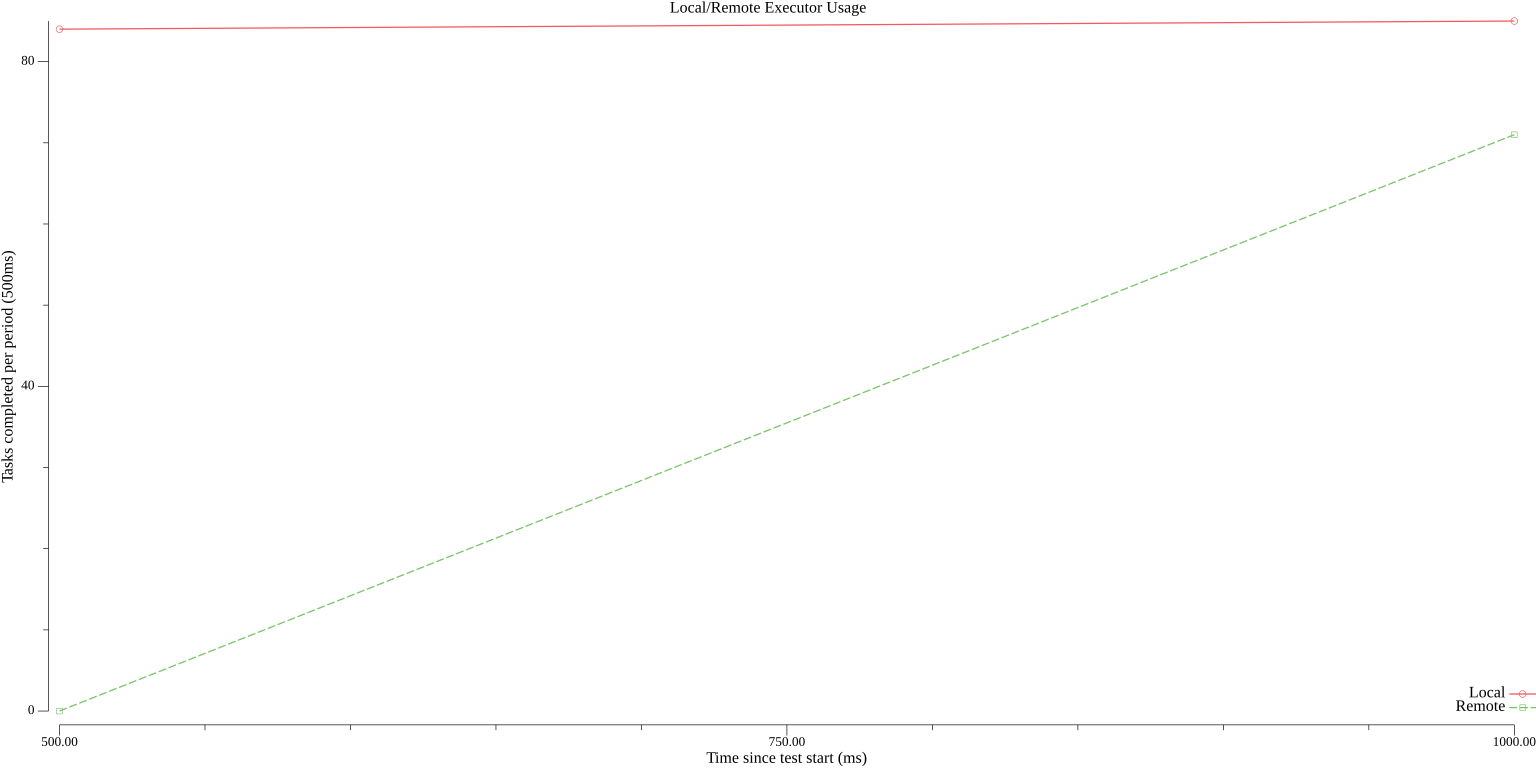 Local/Remote Executor Usage
80
40
0
Tasks completed per period (500ms)
Local
Remote
500.00
750.00
1000.00
Time since test start (ms)